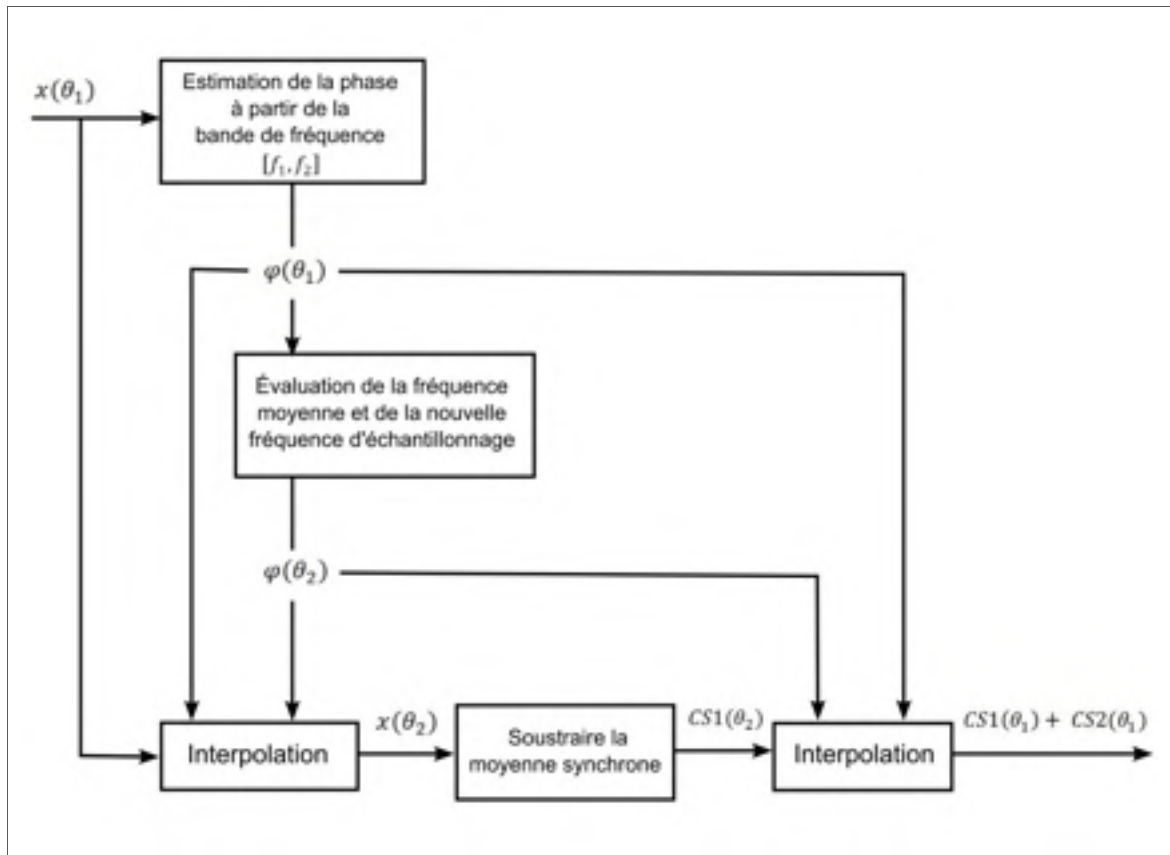 x(θ₁)
Estimation de la phase
à partir de la
bande de fréquence
[f₁, f₂]
φ(θ₁)
Évaluation de la fréquence
moyenne et de la nouvelle
fréquence d'échantillonnage
φ(θ₂)
Interpolation
x(θ₂)
Soustraire la
moyenne synchrone
CS1(θ₂)
Interpolation
CS1(θ₁) + CS2(θ₁)